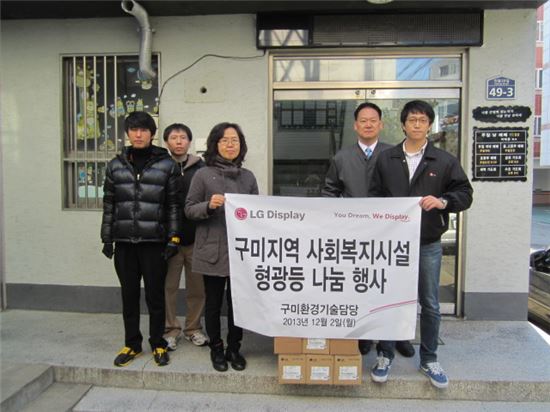 LG Display
You Dream, We Display.
구미지역 사회복지시설
형광등 나눔 행사
구미환경기술담당
2013년 12월 2일(월)
49-3